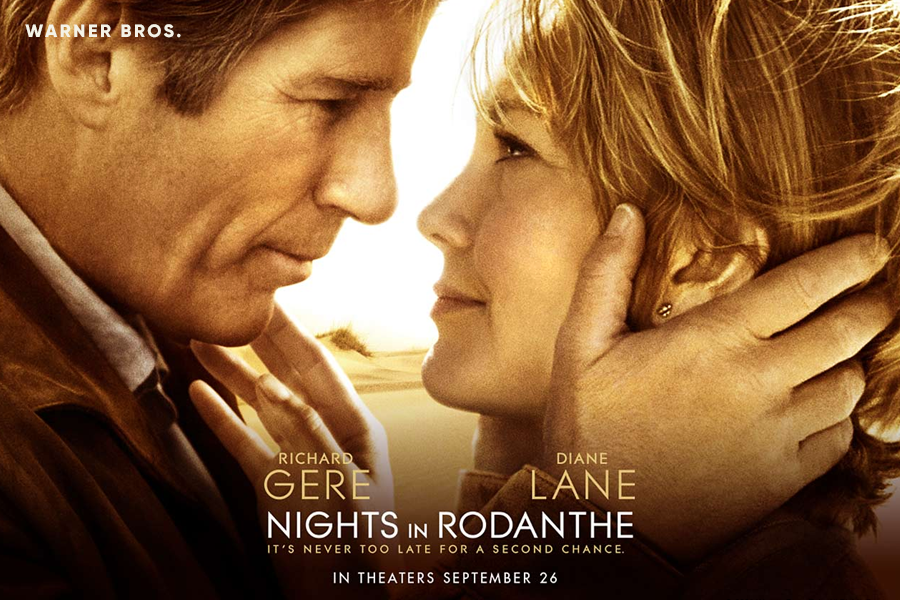 WARNER BROS.
RICHARD GERE
DIANE LANE
NIGHTS IN RODANTHE
IT'S NEVER TOO LATE FOR A SECOND CHANCE.
IN THEATERS SEPTEMBER 26